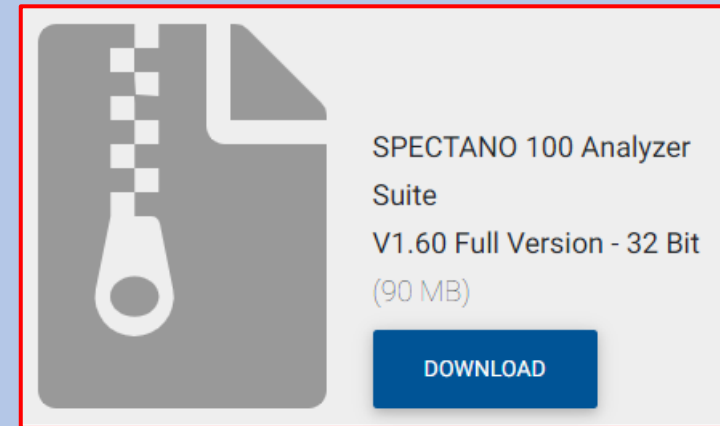 SPECTANO 100 Analyzer
Suite
V1.60 Full Version - 32 Bit
(90 MB)
DOWNLOAD